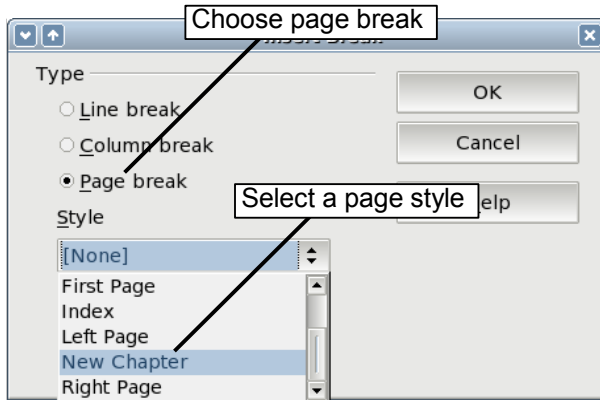 Choose page break
Type
OK
Line break
Column break
Cancel
Page break
Select a page style
Style
[None]
First Page
Index
Left Page
New Chapter
Right Page